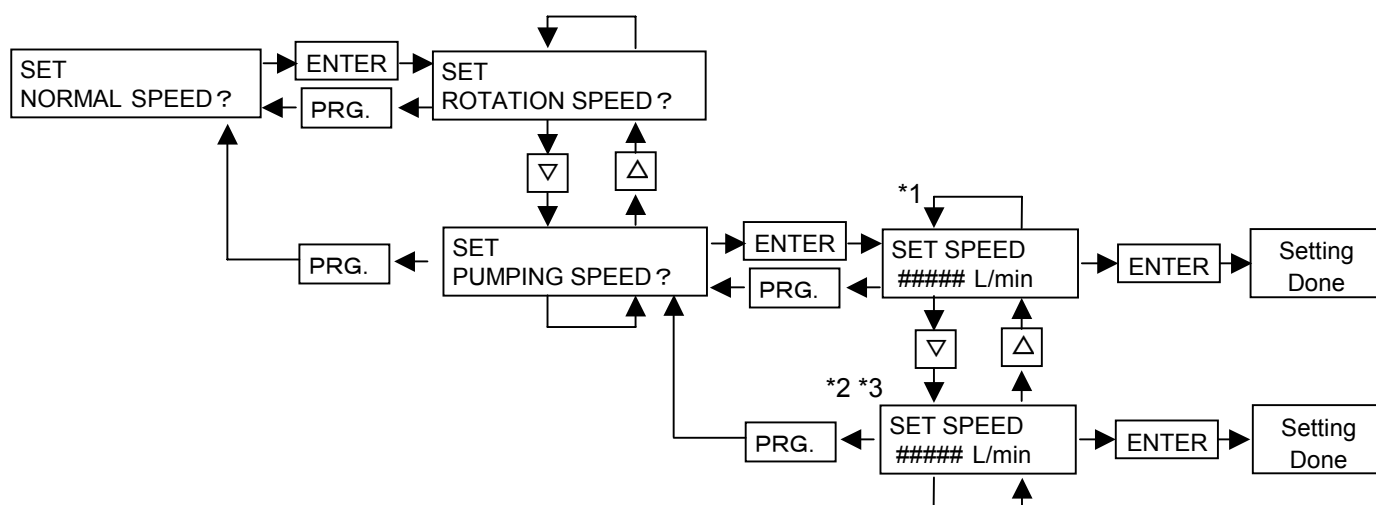 SET
NORMAL SPEED?
ENTER
PRG.
SET
ROTATION SPEED?
▽
△
PRG.
SET
PUMPING SPEED?
ENTER
PRG.
*1
SET SPEED
##### L/min
ENTER
Setting
Done
▽
△
*2 *3
PRG.
SET SPEED
##### L/min
ENTER
Setting
Done